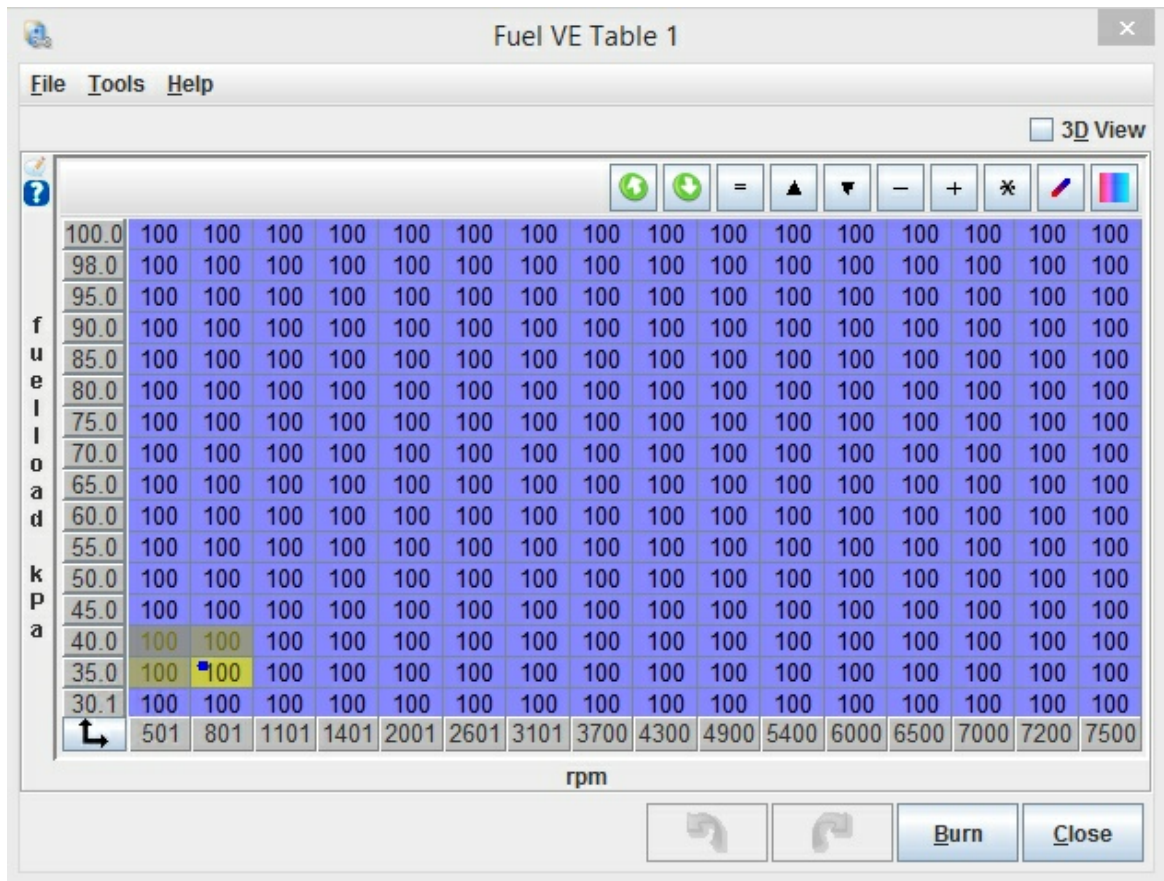 Fuel VE Table 1
File Tools Help
3D View
= - + *
100.0 100 100 100 100 100 100 100 100 100 100 100 100 100 100 100 100
98.0 100 100 100 100 100 100 100 100 100 100 100 100 100 100 100 100
95.0 100 100 100 100 100 100 100 100 100 100 100 100 100 100 100 100
90.0 100 100 100 100 100 100 100 100 100 100 100 100 100 100 100 100
85.0 100 100 100 100 100 100 100 100 100 100 100 100 100 100 100 100
80.0 100 100 100 100 100 100 100 100 100 100 100 100 100 100 100 100
75.0 100 100 100 100 100 100 100 100 100 100 100 100 100 100 100 100
70.0 100 100 100 100 100 100 100 100 100 100 100 100 100 100 100 100
65.0 100 100 100 100 100 100 100 100 100 100 100 100 100 100 100 100
60.0 100 100 100 100 100 100 100 100 100 100 100 100 100 100 100 100
55.0 100 100 100 100 100 100 100 100 100 100 100 100 100 100 100 100
50.0 100 100 100 100 100 100 100 100 100 100 100 100 100 100 100 100
45.0 100 100 100 100 100 100 100 100 100 100 100 100 100 100 100 100
40.0 100 100 100 100 100 100 100 100 100 100 100 100 100 100 100 100
35.0 100 100 100 100 100 100 100 100 100 100 100 100 100 100 100 100
30.1 100 100 100 100 100 100 100 100 100 100 100 100 100 100 100 100
501 801 1101 1401 2001 2601 3101 3700 4300 4900 5400 6000 6500 7000 7200 7500
fuelload kpa
rpm
Burn Close